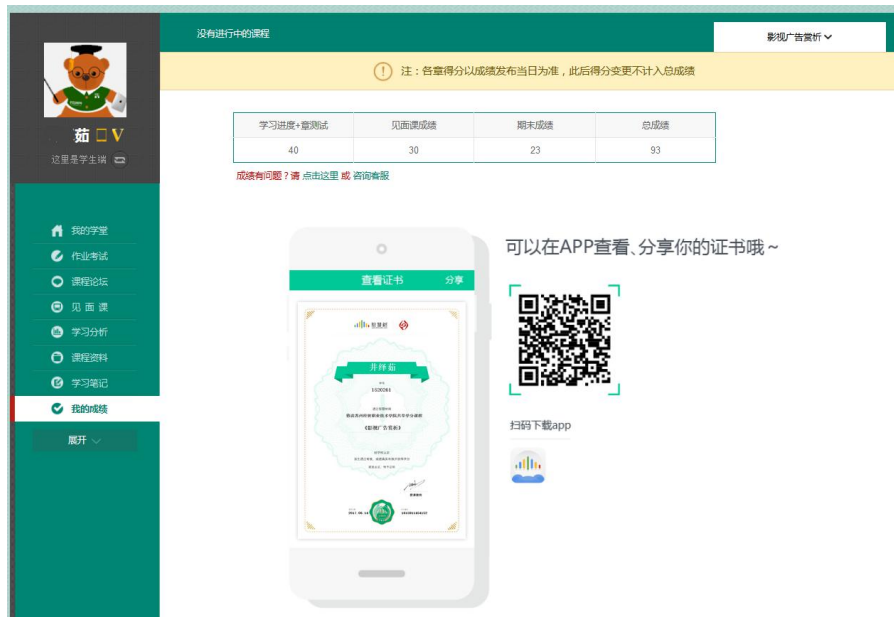 没有进行中的课程
影视广告赏析
注：各章得分以成绩发布当日为准，此后得分变更不计入总成绩
茹 V
这里是学生端
学习进度+章测试 见面课成绩 期末成绩 总成绩
40 30 23 93
成绩有问题？请 点击这里 或 咨询客服
我的学堂
作业考试
课程论坛
见面课
学习分析
课程资料
学习笔记
我的成绩
展开
可以在APP查看、分享你的证书哦～
查看证书 分享
1520201
《影视广告赏析》
扫码下载app